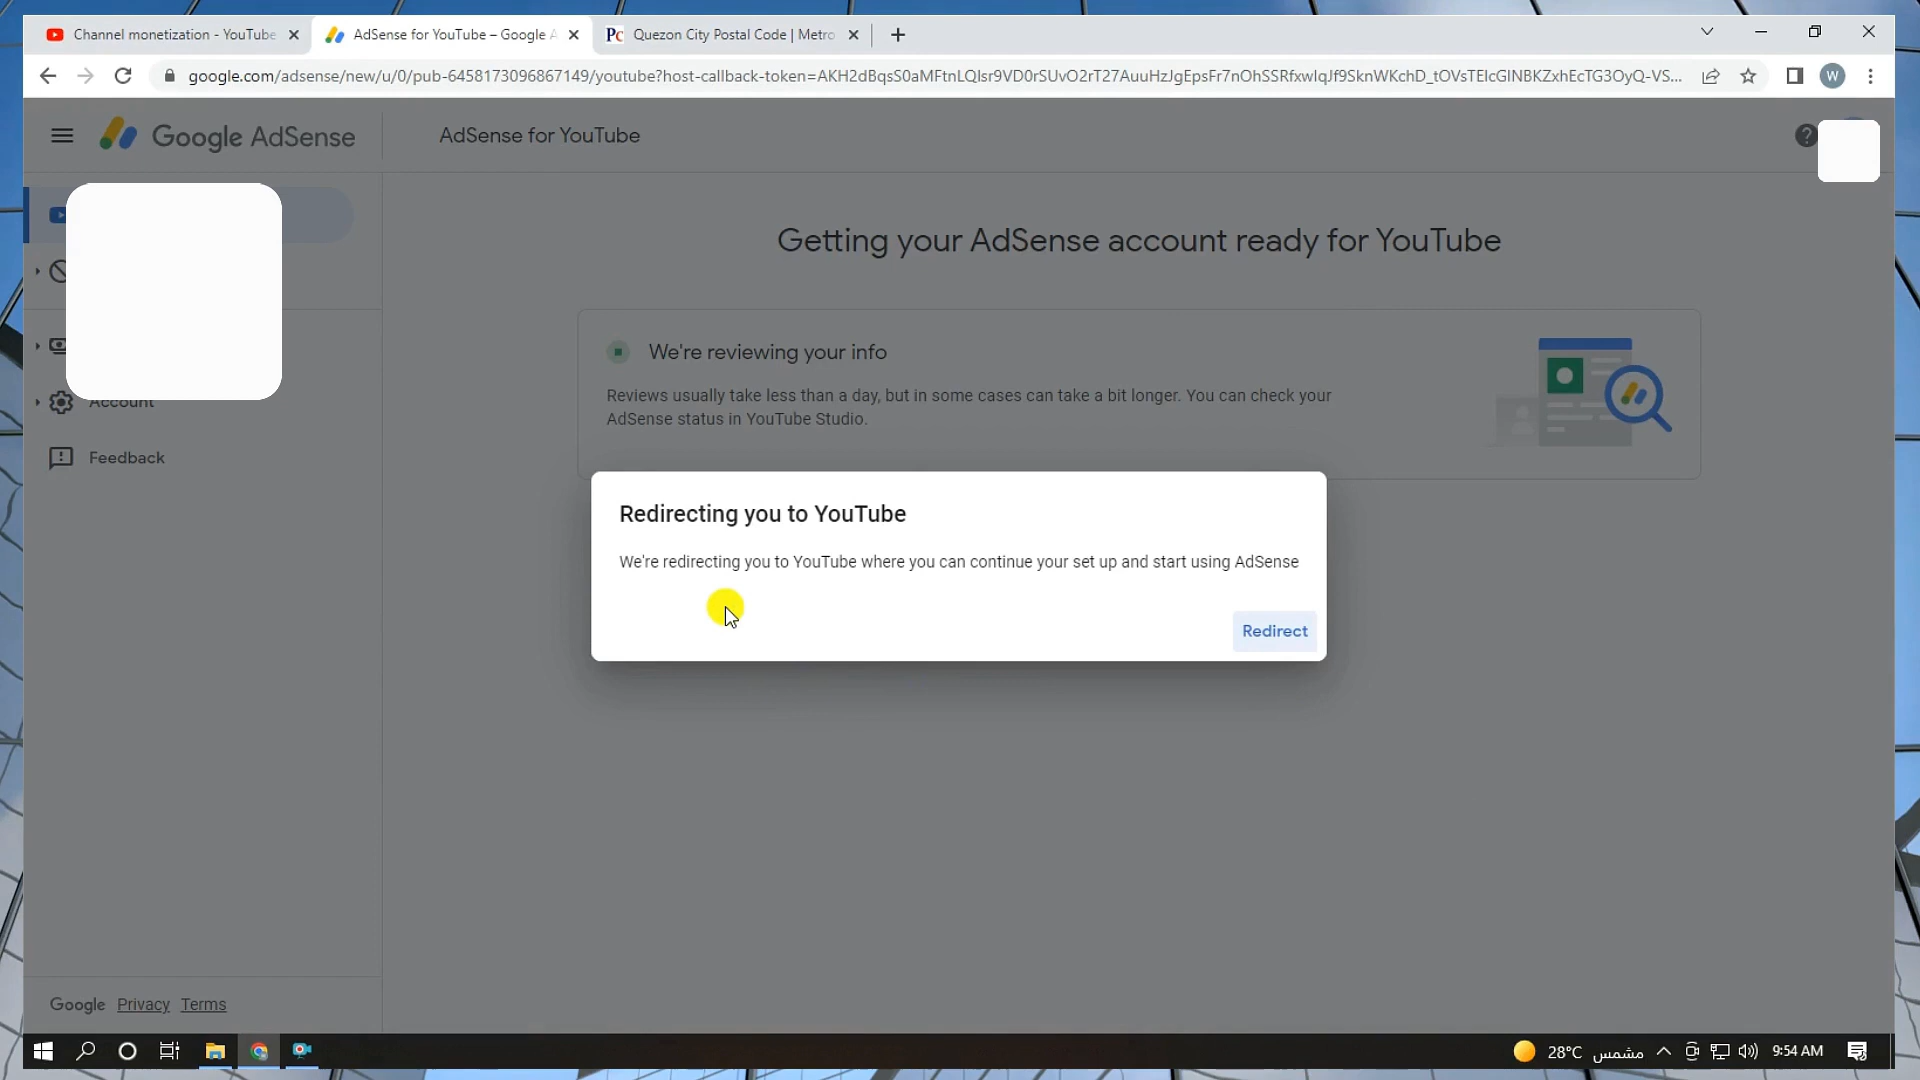 Channel monetization - YouTube
AdSense for YouTube – Google A
Pc Quezon City Postal Code | Metro
google.com/adsense/new/u/0/pub-6458173096867149/youtube?host-callback-token=AKH2dBqsS0aMFtnLQIsr9VD0rSUvO2rT27AuuHzJgEpsFr7nOhSSRfxwIqJf9SknWKchD_tOVsTEIcGINBKZxhEcTG3OyQ-VS...
W
Google AdSense
AdSense for YouTube
Getting your AdSense account ready for YouTube
We're reviewing your info
Reviews usually take less than a day, but in some cases can take a bit longer. You can check your
AdSense status in YouTube Studio.
Account
Feedback
Redirecting you to YouTube
We're redirecting you to YouTube where you can continue your set up and start using AdSense
Redirect
Google Privacy Terms
28°C مشمس
9:54 AM